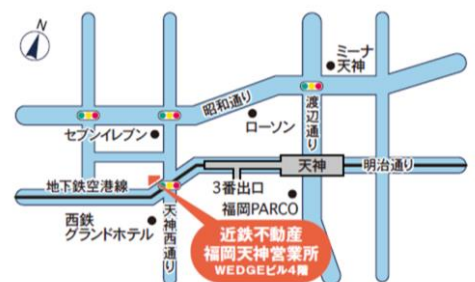 N
ミーナ
天神
昭和通り
渡辺通り
セブンイレブン
ローソン
天神
明治通り
地下鉄空港線
3番出口
福岡PARCO
西鉄
グランドホテル
天神西通り
近鉄不動産
福岡天神営業所
WEDGEビル4階